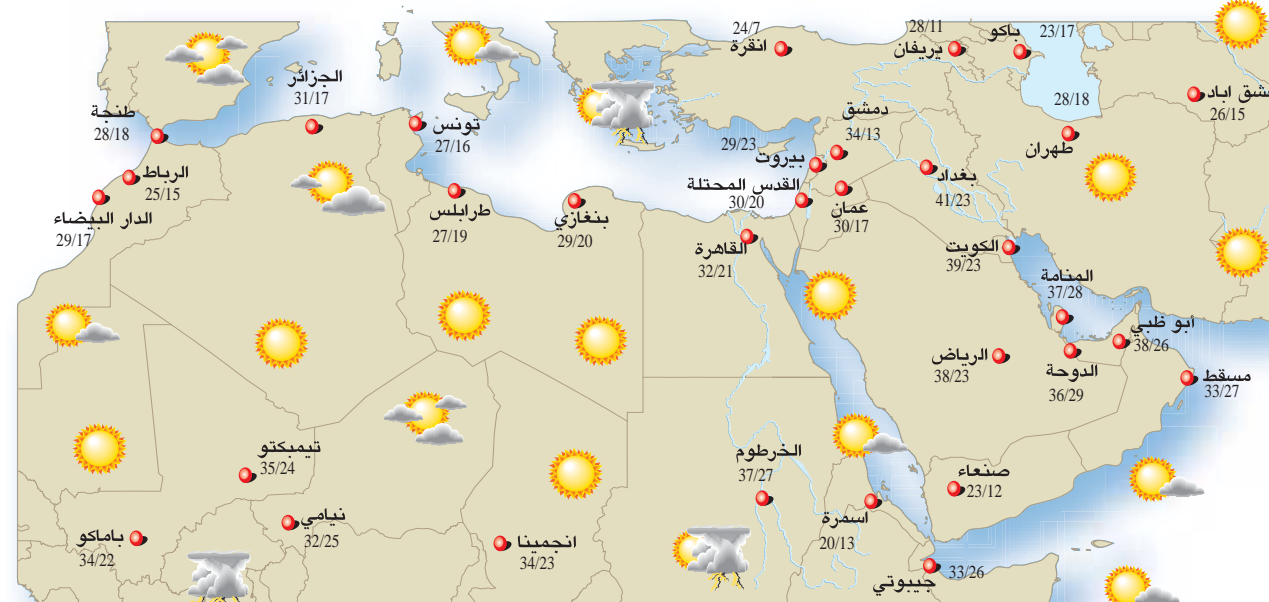 24/7
انقرة
28/11
يريفان
باكو
23/17
28/18
شق اباد
26/15
طهران
الجزائر
31/17
طنجة
28/18
تونس
27/16
دمشق
34/13
29/23
بيروت
بغداد
41/23
الرباط
25/15
الدار البيضاء
29/17
طرابلس
27/19
بنغازي
29/20
القدس المحتلة
30/20
عمان
30/17
القاهرة
32/21
الكويت
39/23
المنامة
37/28
أبو ظبي
38/26
الرياض
38/23
الدوحة
36/29
مسقط
33/27
تيمبكتو
35/24
الخرطوم
37/27
صنعاء
23/12
نيامي
32/25
باماكو
34/22
انجمينا
34/23
اسمرة
20/13
33/26
جيبوتي